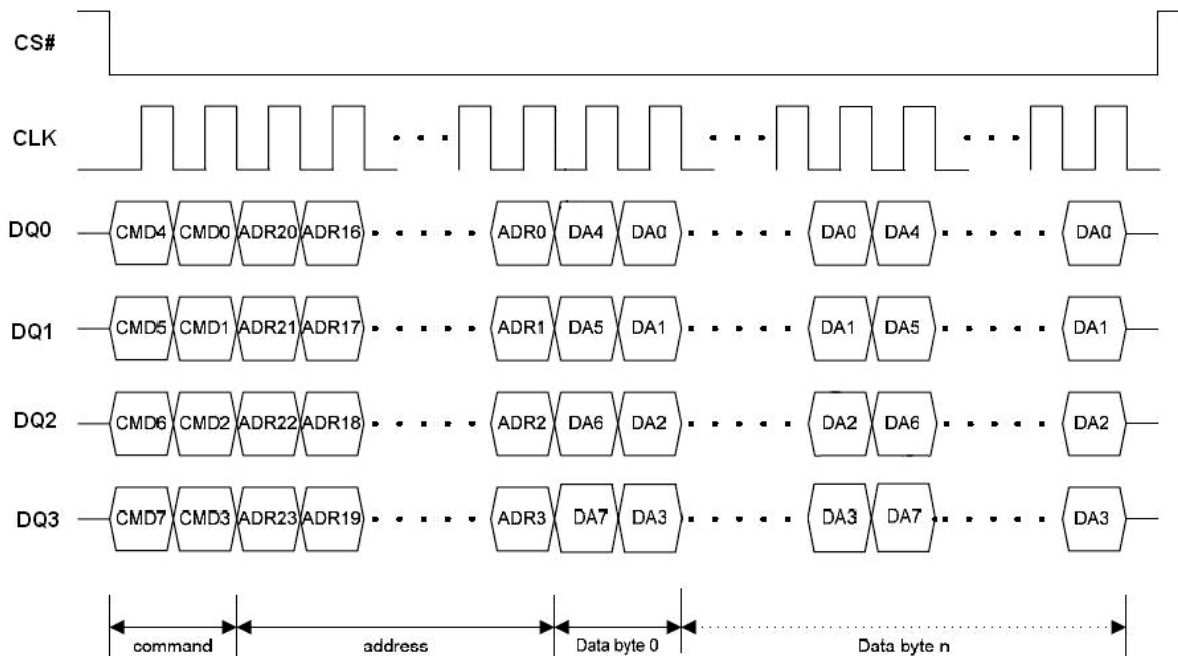 CS#
CLK
DQ0 CMD4 CMD0 ADR20 ADR16 ADR0 DA4 DA0 DA0 DA4 DA0
DQ1 CMD5 CMD1 ADR21 ADR17 ADR1 DA5 DA1 DA1 DA5 DA1
DQ2 CMD6 CMD2 ADR22 ADR18 ADR2 DA6 DA2 DA2 DA6 DA2
DQ3 CMD7 CMD3 ADR23 ADR19 ADR3 DA7 DA3 DA3 DA7 DA3
command address Data byte 0 Data byte n